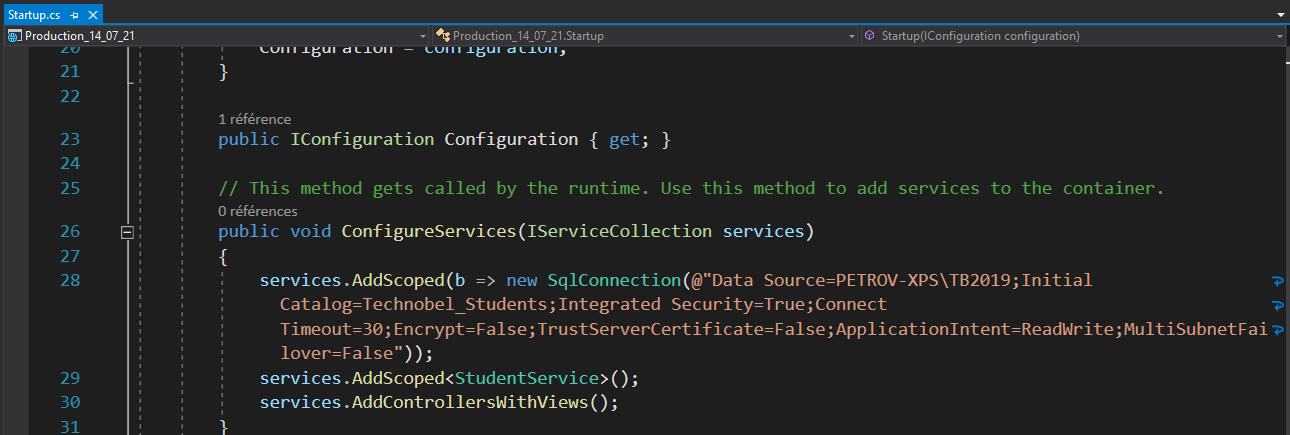 Startup.cs
Production_14_07_21 Production_14_07_21.Startup Startup(IConfiguration configuration)
20 Configuration = configuration;
21 }
22
1 référence
23 public IConfiguration Configuration { get; }
24
25 // This method gets called by the runtime. Use this method to add services to the container.
0 références
26 public void ConfigureServices(IServiceCollection services)
27 {
28 services.AddScoped(b => new SqlConnection(@"Data Source=PETROV-XPS\TB2019;Initial
Catalog=Technobel_Students;Integrated Security=True;Connect
Timeout=30;Encrypt=False;TrustServerCertificate=False;ApplicationIntent=ReadWrite;MultiSubnetFai
lover=False"));
29 services.AddScoped<StudentService>();
30 services.AddControllersWithViews();
31 }